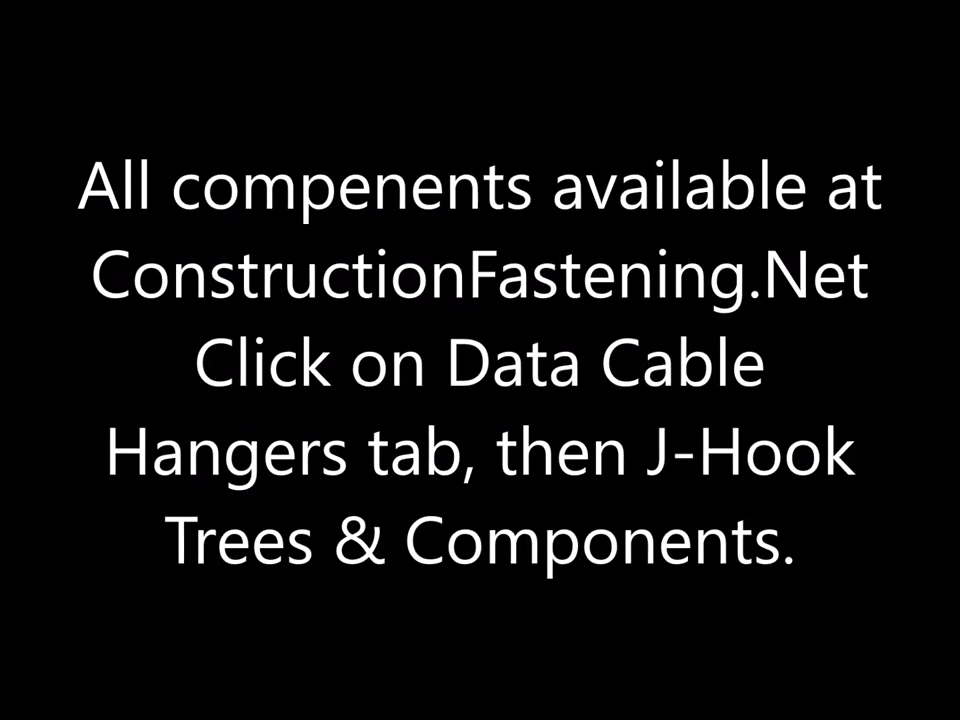 All compenents available at
ConstructionFastening.Net
Click on Data Cable
Hangers tab, then J-Hook
Trees & Components.